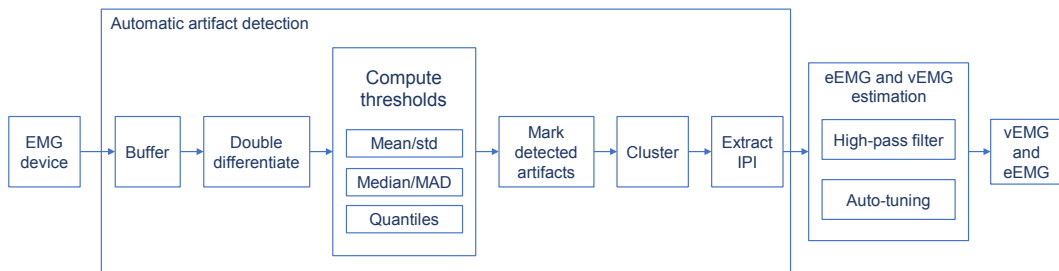 Automatic artifact detection
EMG
device
Buffer
Double
differentiate
Compute
thresholds
Mean/std
Median/MAD
Quantiles
Mark
detected
artifacts
Cluster
Extract
IPI
eEMG and vEMG
estimation
High-pass filter
Auto-tuning
vEMG
and
eEMG